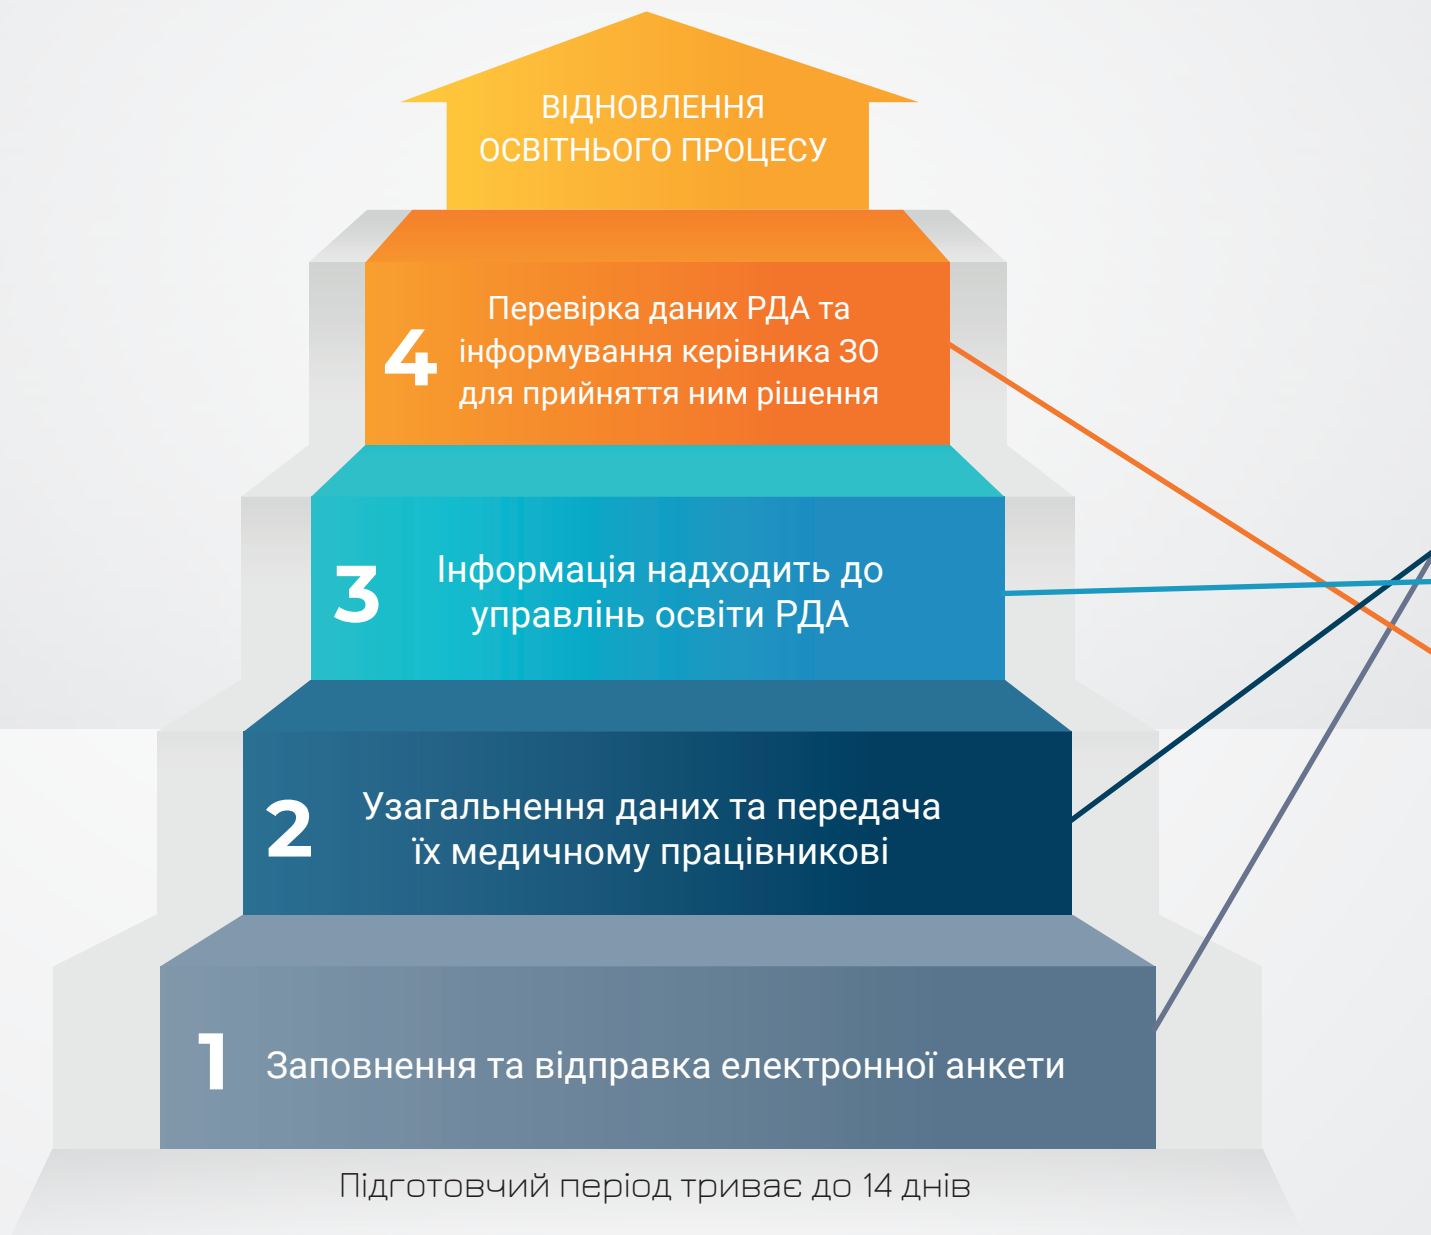 ВІДНОВЛЕННЯ
ОСВІТНЬОГО ПРОЦЕСУ
4
Перевірка даних РДА та
інформування керівника ЗО
для прийняття ним рішення
3
Інформація надходить до
управлінь освіти РДА
2
Узагальнення даних та передача
їх медичному працівникові
1
Заповнення та відправка електронної анкети
Підготовчий період триває до 14 днів